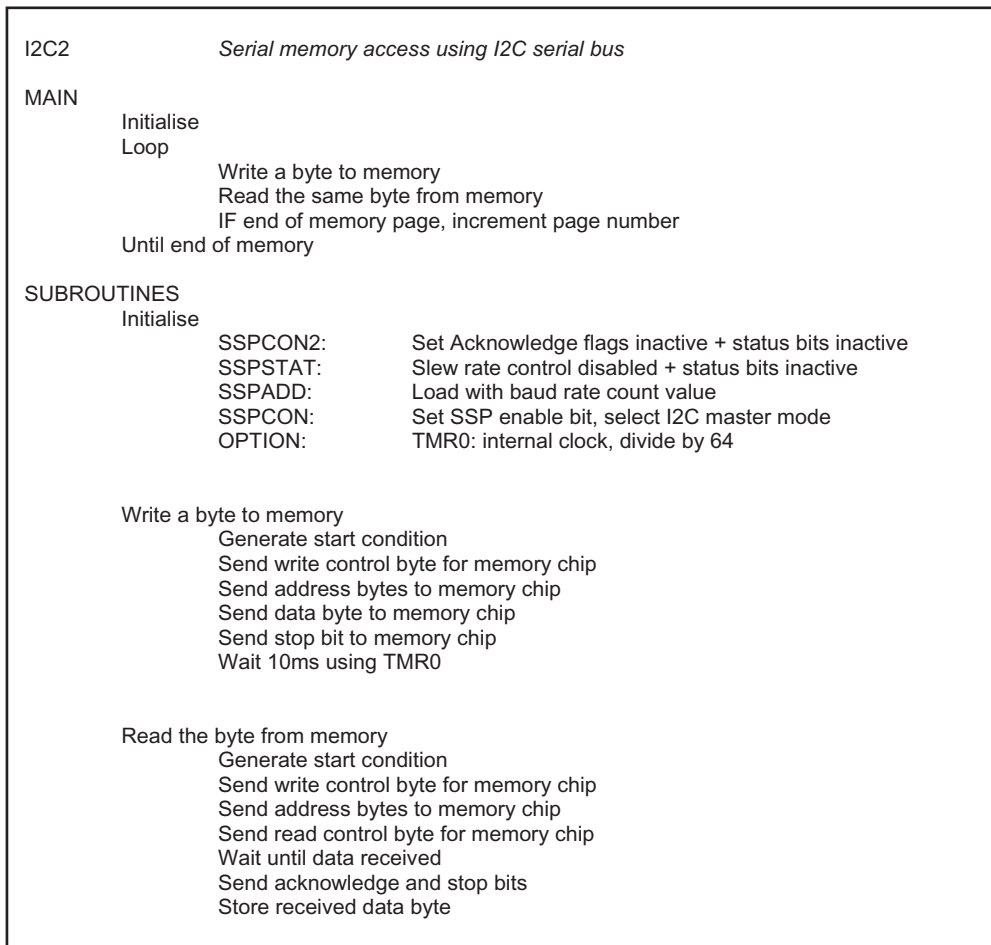 I2C2 Serial memory access using I2C serial bus
MAIN
Initialise
Loop
Write a byte to memory
Read the same byte from memory
IF end of memory page, increment page number
Until end of memory
SUBROUTINES
Initialise
SSPCON2: Set Acknowledge flags inactive + status bits inactive
SSPSTAT: Slew rate control disabled + status bits inactive
SSPADD: Load with baud rate count value
SSPCON: Set SSP enable bit, select I2C master mode
OPTION: TMR0: internal clock, divide by 64
Write a byte to memory
Generate start condition
Send write control byte for memory chip
Send address bytes to memory chip
Send data byte to memory chip
Send stop bit to memory chip
Wait 10ms using TMR0
Read the byte from memory
Generate start condition
Send write control byte for memory chip
Send address bytes to memory chip
Send read control byte for memory chip
Wait until data received
Send acknowledge and stop bits
Store received data byte